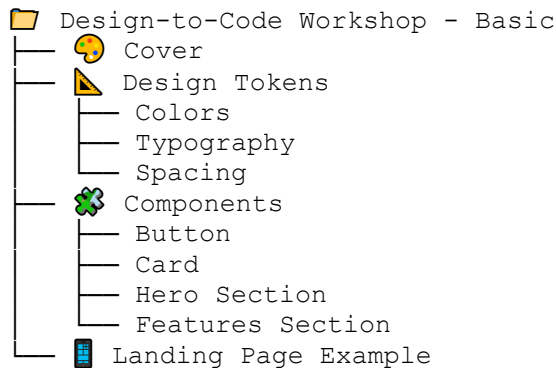 Design-to-Code Workshop - Basic
Cover
Design Tokens
Colors
Typography
Spacing
Components
Button
Card
Hero Section
Features Section
Landing Page Example